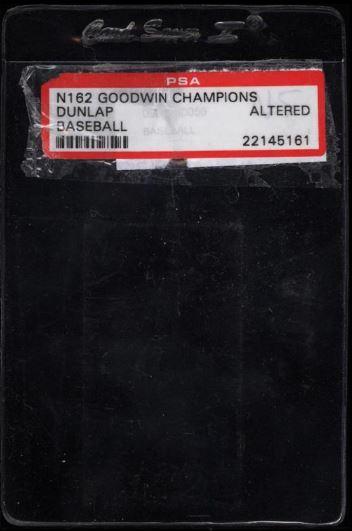 Card Saver I®
PSA
N162 GOODWIN CHAMPIONS
DUNLAP ALTERED
BASEBALL
22145161